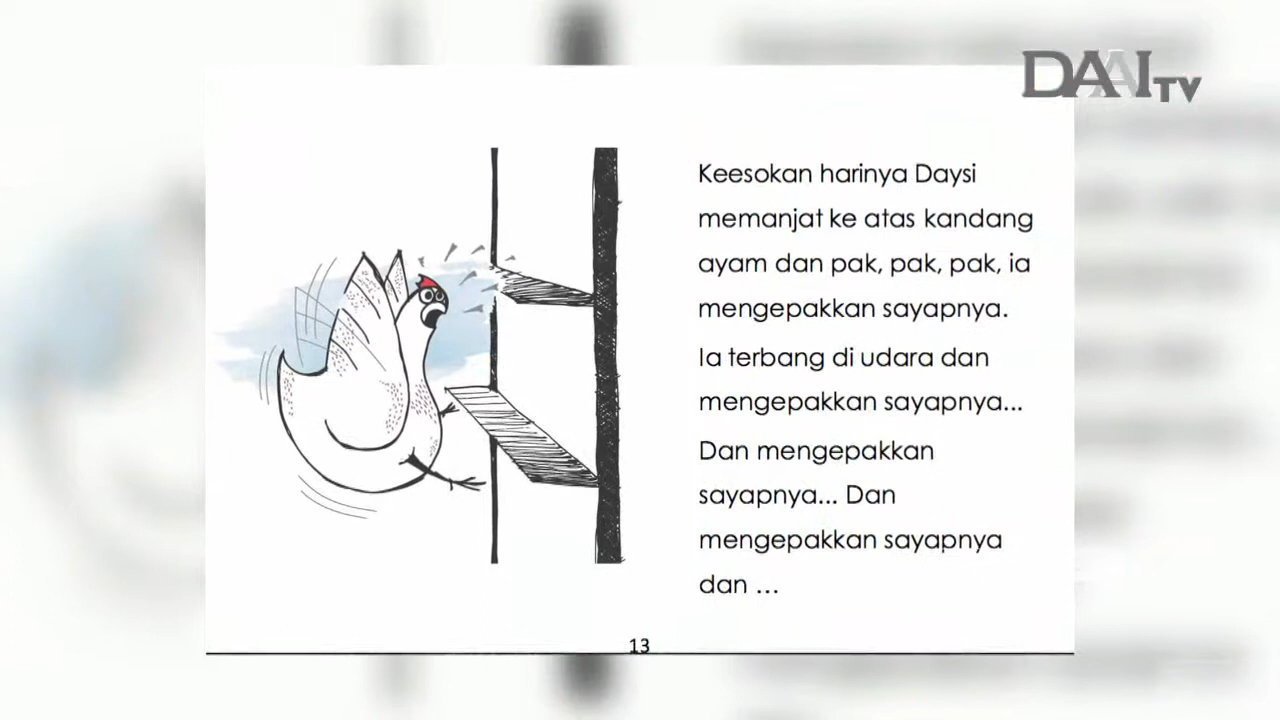 DAAI TV
Keesokan harinya Daysi
memanjat ke atas kandang
ayam dan pak, pak, pak, ia
mengepakkan sayapnya.
Ia terbang di udara dan
mengepakkan sayapnya...
Dan mengepakkan
sayapnya... Dan
mengepakkan sayapnya
dan ...
13